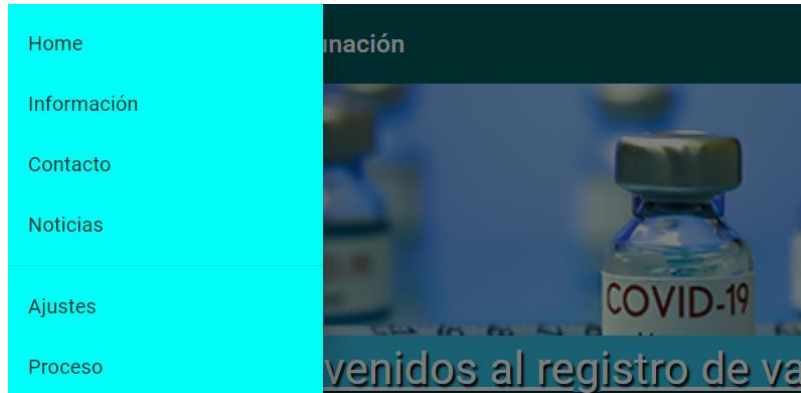 Home
Información
Contacto
Noticias
Ajustes
Proceso
unación
COVID-19
venidos al registro de va